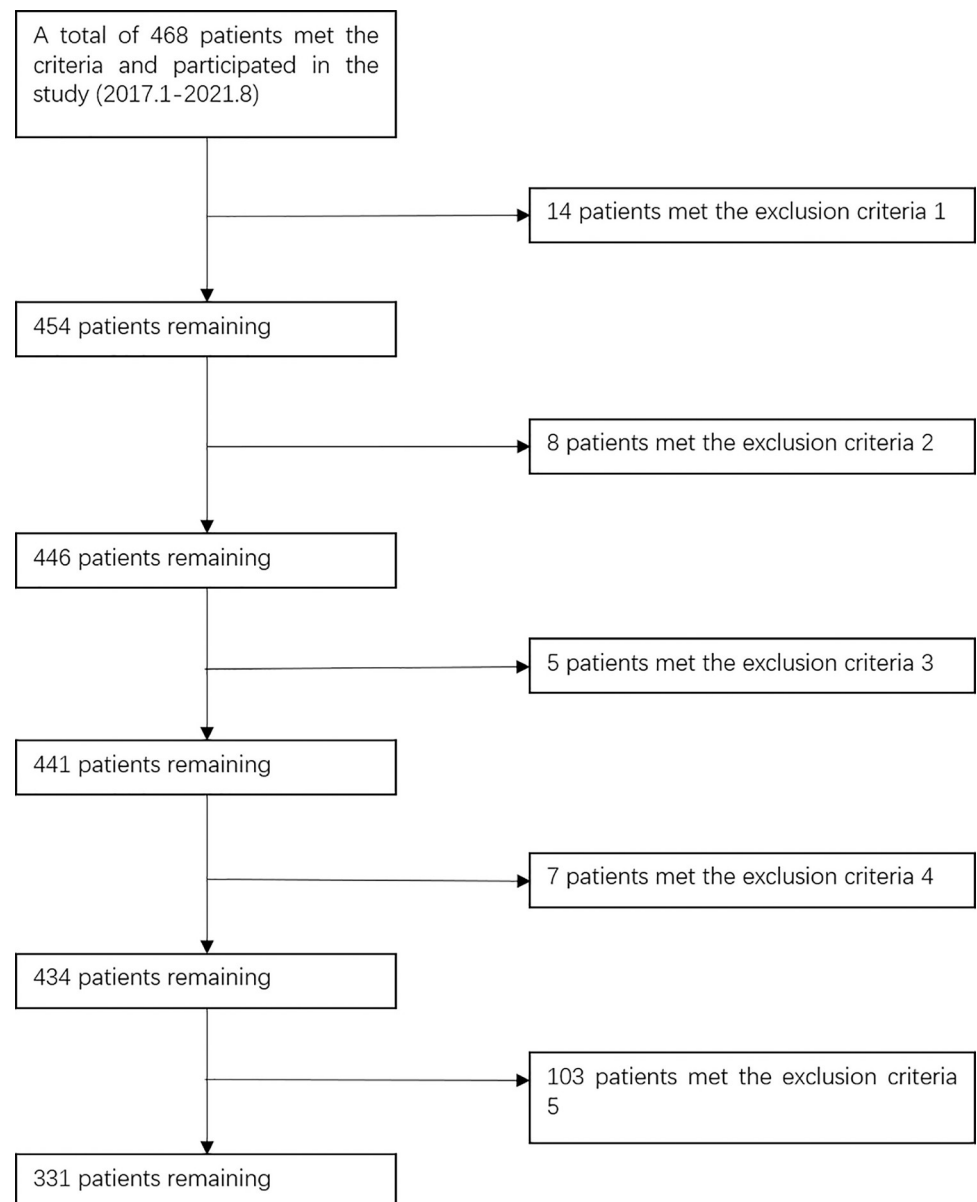 A total of 468 patients met the
criteria and participated in the
study (2017.1-2021.8)
14 patients met the exclusion criteria 1
454 patients remaining
8 patients met the exclusion criteria 2
446 patients remaining
5 patients met the exclusion criteria 3
441 patients remaining
7 patients met the exclusion criteria 4
434 patients remaining
103 patients met the exclusion criteria
5
331 patients remaining